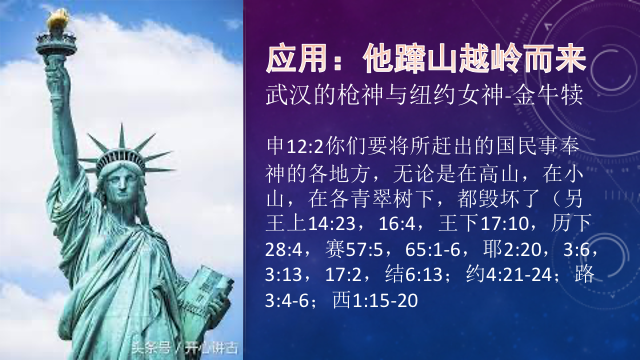 应用：他蹿山越岭而来
武汉的枪神与纽约女神-金牛犊
申12:2你们要将所赶出的国民事奉
神的各地方，无论是在高山，在小
山，在各青翠树下，都毁坏了（另
王上14:23，16:4，王下17:10，历下
28:4，赛57:5，65:1-6，耶2:20，3:6，
3:13，17:2，结6:13；约4:21-24；路
3:4-6；西1:15-20
头条号 / 开心讲古